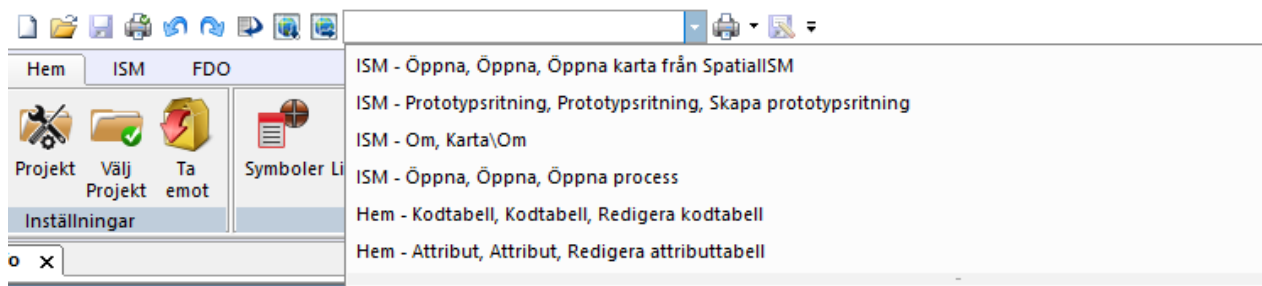 Hem ISM FDO
ISM - Öppna, Öppna, Öppna karta från SpatialISM
ISM - Prototypsritning, Prototypsritning, Skapa prototypsritning
ISM - Om, Karta\Om
ISM - Öppna, Öppna, Öppna process
Hem - Kodtabell, Kodtabell, Redigera kodtabell
Hem - Attribut, Attribut, Redigera attributtabell
Projekt Välj Ta Symboler Li
Projekt emot
Inställningar
o X